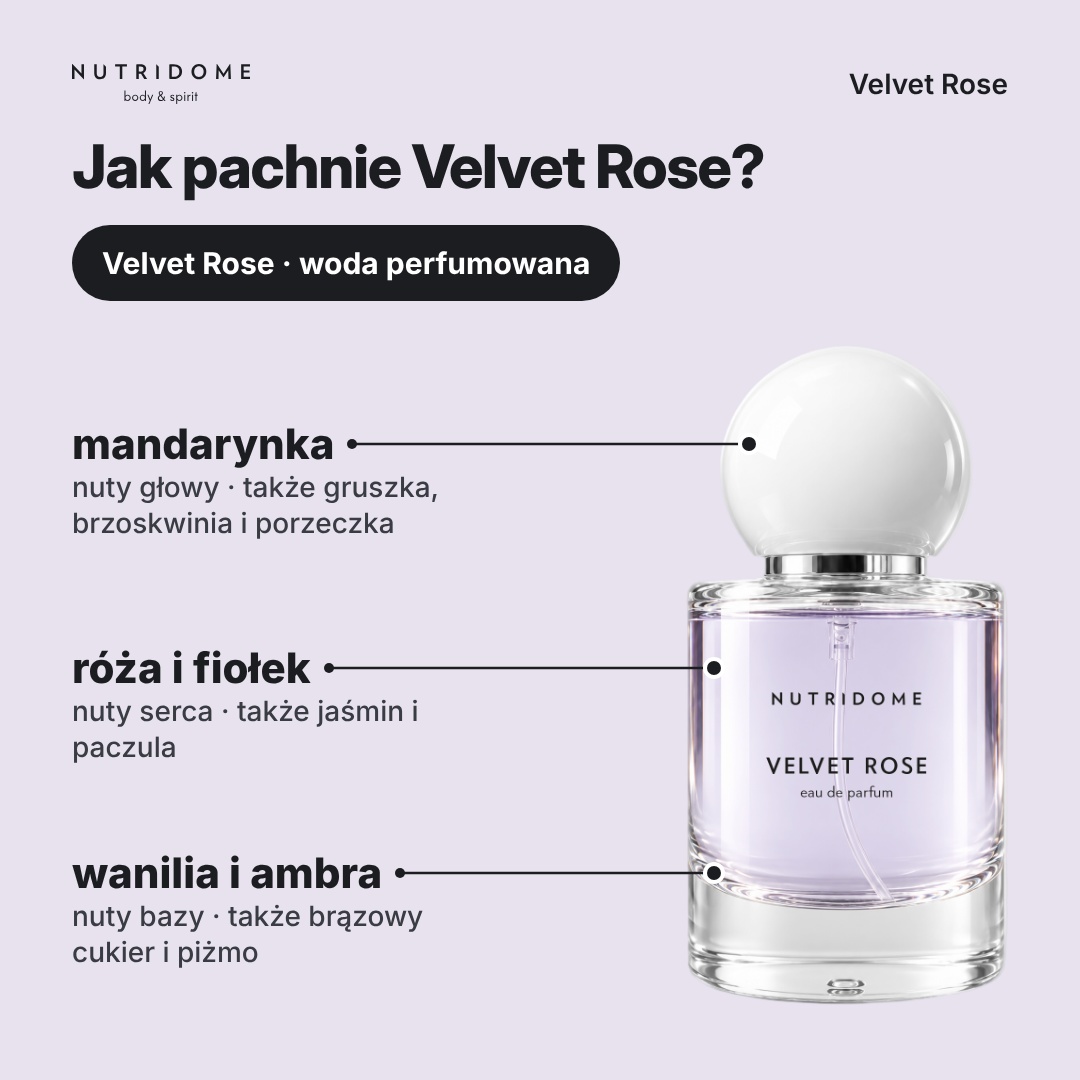 NUTRIDOME
body & spirit
Velvet Rose
Jak pachnie Velvet Rose?
Velvet Rose · woda perfumowana
mandarynka
nuty głowy · także gruszka,
brzoskwinia i porzeczka
róża i fiołek
nuty serca · także jaśmin i
paczula
wanilia i ambra
nuty bazy · także brązowy
cukier i piżmo
NUTRIDOME
VELVET ROSE
eau de parfum